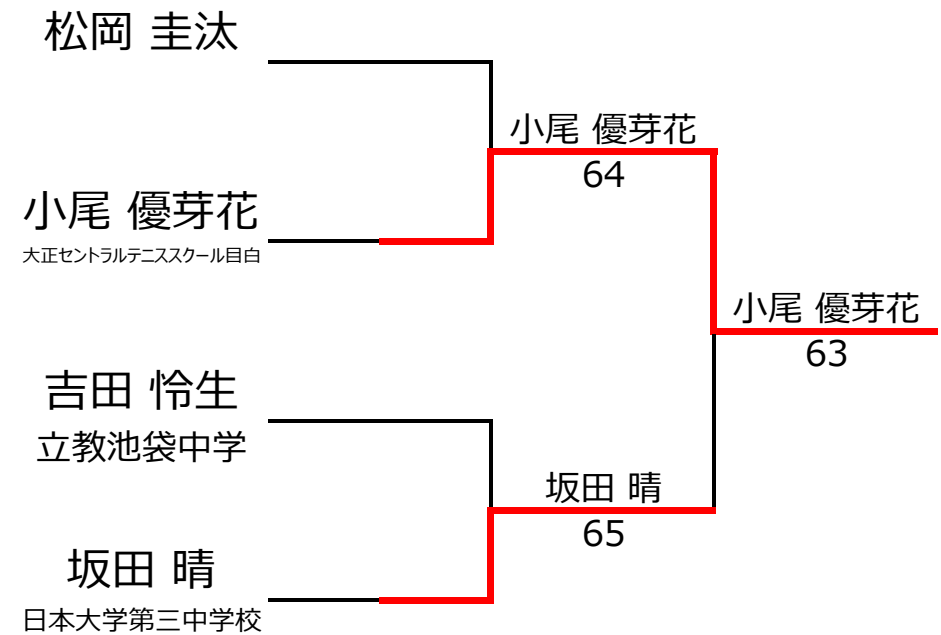 松岡 圭汰
小尾 優芽花
64
小尾 優芽花
大正セントラルテニススクール目白
小尾 優芽花
63
吉田 怜生
立教池袋中学
坂田 晴
65
坂田 晴
日本大学第三中学校